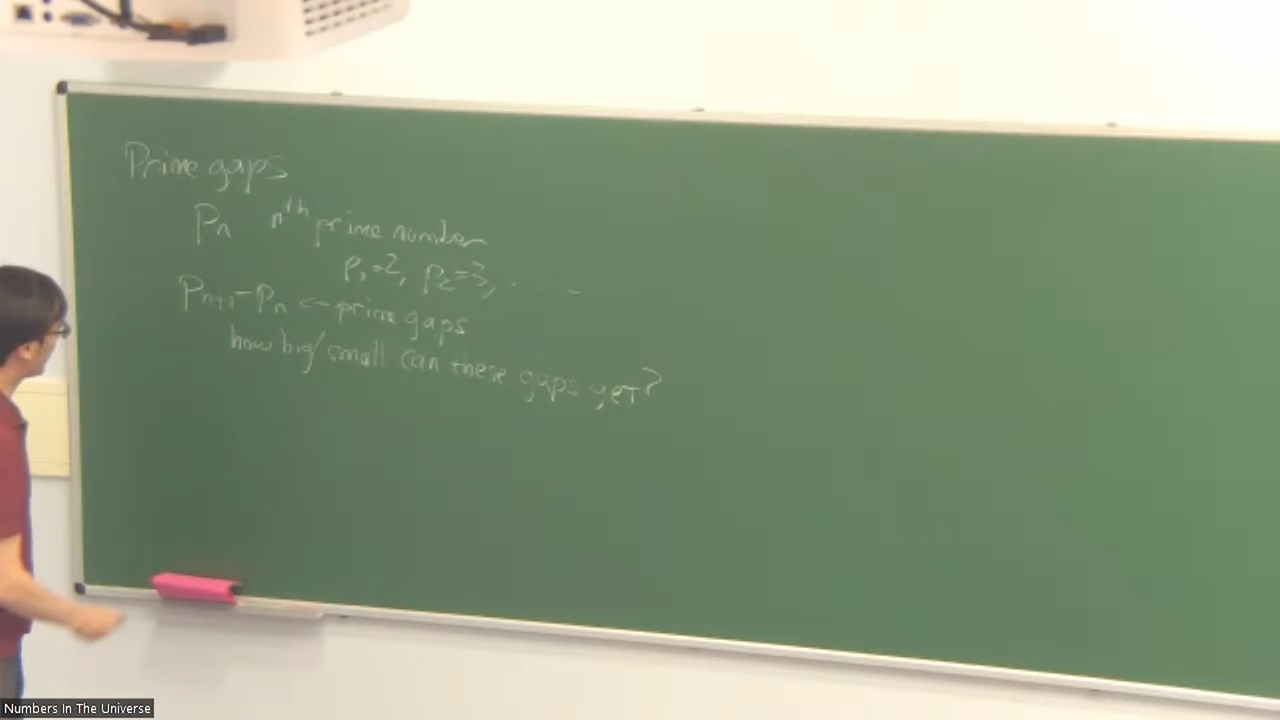 Prime gaps
Pn nth prime number
P1=2, P2=3, . . . .
Pn+1-Pn <- prime gaps
how big/small can these gaps get?
Numbers In The Universe